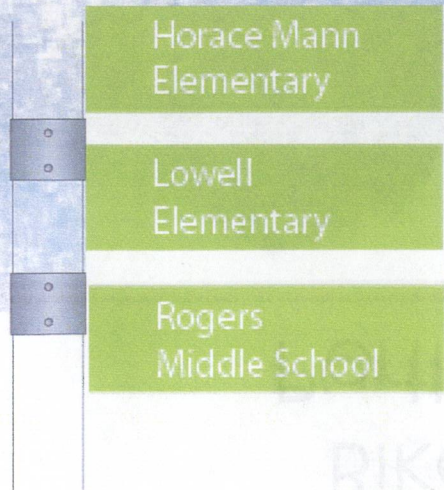 Horace Mann
Elementary
Lowell
Elementary
Rogers
Middle School